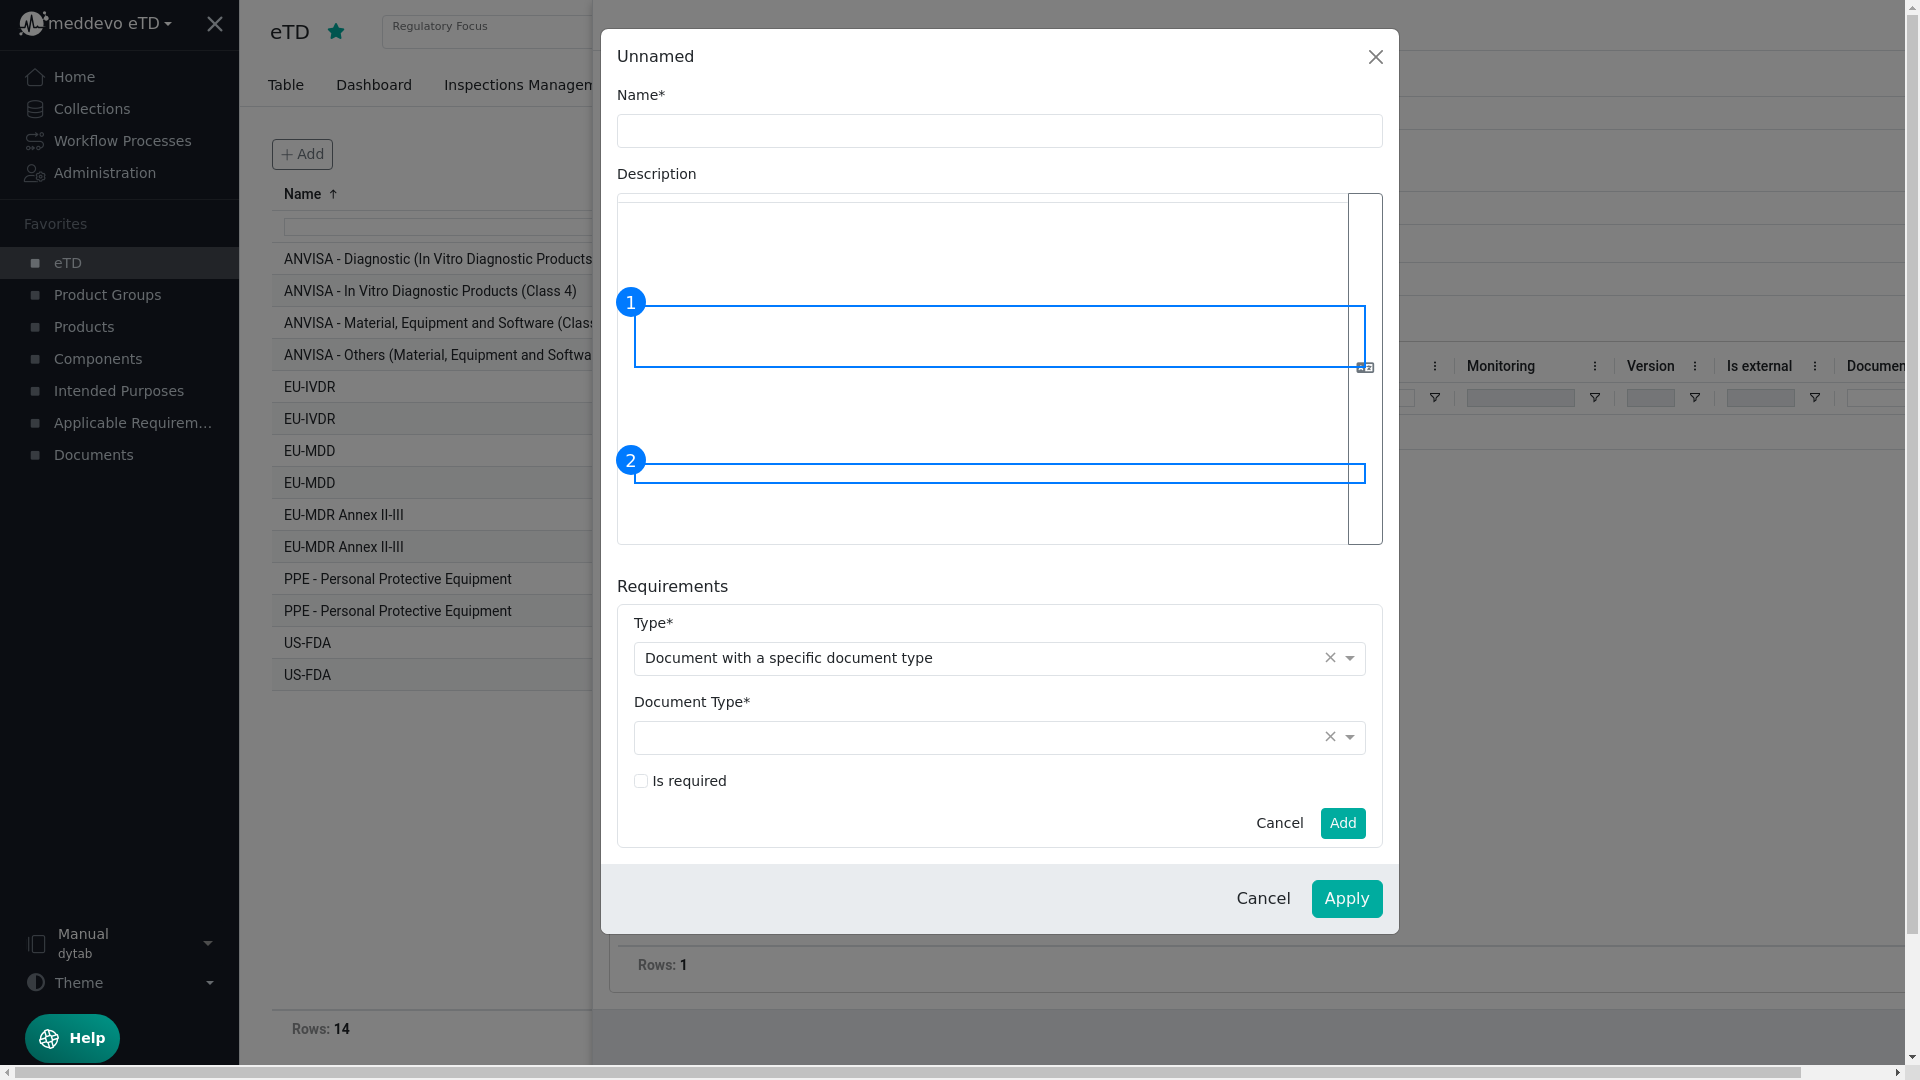 meddevo eTD
Home
Collections
Workflow Processes
Administration
Favorites
eTD
Product Groups
Products
Components
Intended Purposes
Applicable Requirem...
Documents
Manual
dytab
Theme
Help
eTD
Regulatory Focus
Table
Dashboard
Inspections Managem
Add
Name
ANVISA - Diagnostic (In Vitro Diagnostic Products
ANVISA - In Vitro Diagnostic Products (Class 4)
ANVISA - Material, Equipment and Software (Clas
ANVISA - Others (Material, Equipment and Softwa
EU-IVDR
EU-IVDR
EU-MDD
EU-MDD
EU-MDR Annex II-III
EU-MDR Annex II-III
PPE - Personal Protective Equipment
PPE - Personal Protective Equipment
US-FDA
US-FDA
Rows: 14
Unnamed
Name*
Description
1
2
Requirements
Type*
Document with a specific document type
Document Type*
Is required
Cancel
Add
Cancel
Apply
Monitoring
Version
Is external
Documen
Rows: 1